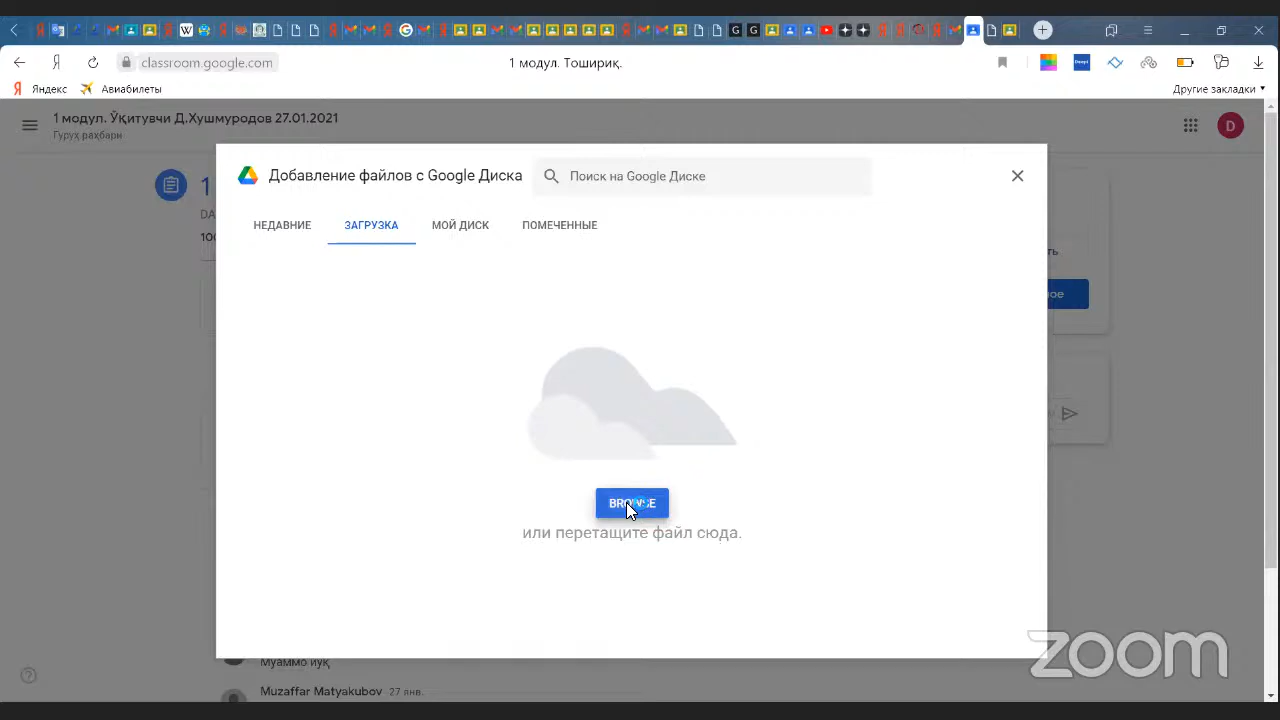 classroom.google.com
1 модул. Тошириқ.
Яндекс
Авиабилеты
Другие закладки
1 модул. Ўқитувчи Д.Хушмуродов 27.01.2021
Гуруҳ раҳбари
D
Добавление файлов с Google Диска
Поиск на Google Диске
НЕДАВНИЕ
ЗАГРУЗКА
МОЙ ДИСК
ПОМЕЧЕННЫЕ
BROWSE
или перетащите файл сюда.
Муаммо йуқ
Muzaffar Matyakubov 27 янв.
zoom